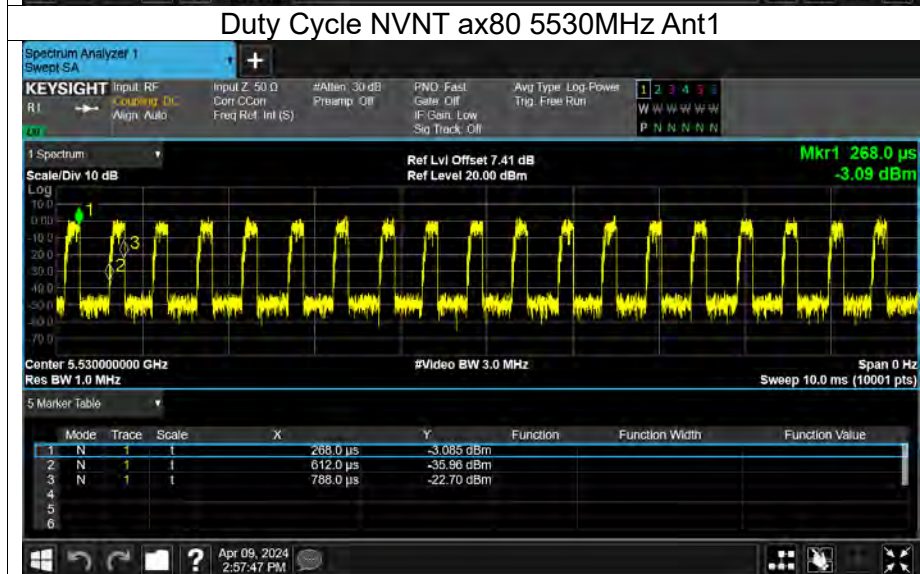 Duty Cycle NVNT ax80 5530MHz Ant1
Spectrum Analyzer 1
Swept SA
+
KEYSIGHT Input: RF Input Z: 50 Ω #Atten: 30 dB PNO: Fast Avg Type: Log-Power 1 2 3 4 5 6
Coupling: DC Corr CCorr Preamp: Off Gate: Off Trig: Free Run W W W W W W
Align: Auto Freq Ref: Int (S) IF Gain: Low
Sig Track: Off P N N N N N
1 Spectrum
Ref Lvl Offset 7.41 dB Mkr1 268.0 µs
Scale/Div 10 dB Ref Level 20.00 dBm -3.09 dBm
Log
10.0
0.00
-10.0
-20.0
-30.0
-40.0
-50.0
-60.0
-70.0
1
3
2
Center 5.530000000 GHz #Video BW 3.0 MHz Span 0 Hz
Res BW 1.0 MHz Sweep 10.0 ms (10001 pts)
5 Marker Table
Mode Trace Scale X Y Function Function Width Function Value
1 N 1 t 268.0 µs -3.085 dBm
2 N 1 t 612.0 µs -35.96 dBm
3 N 1 t 788.0 µs -22.70 dBm
4
5
6
? Apr 09, 2024
2:57:47 PM